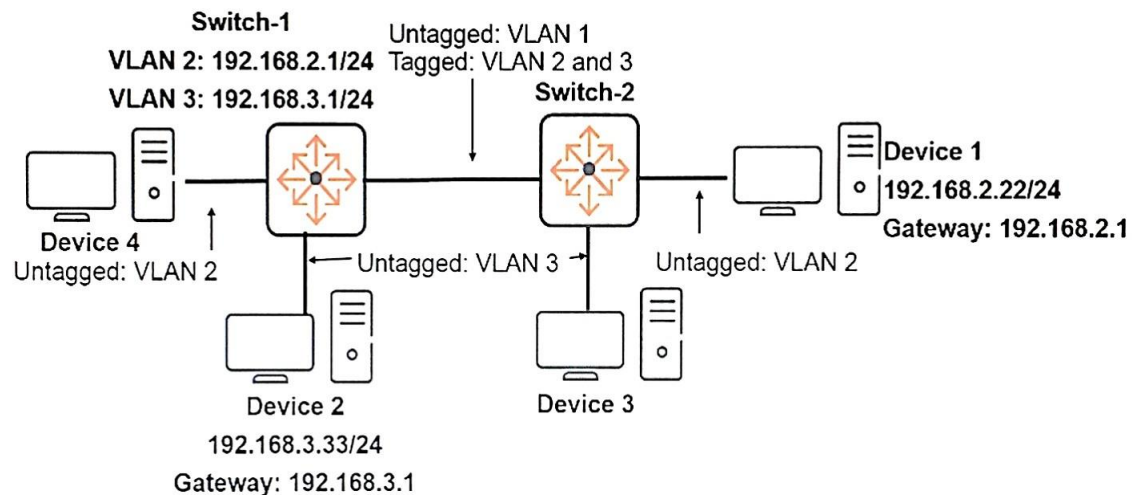 Switch-1
VLAN 2: 192.168.2.1/24
VLAN 3: 192.168.3.1/24
Untagged: VLAN 1
Tagged: VLAN 2 and 3
Switch-2
Device 1
192.168.2.22/24
Gateway: 192.168.2.1
Device 4
Untagged: VLAN 2
Untagged: VLAN 3
Untagged: VLAN 2
Device 2
192.168.3.33/24
Gateway: 192.168.3.1
Device 3